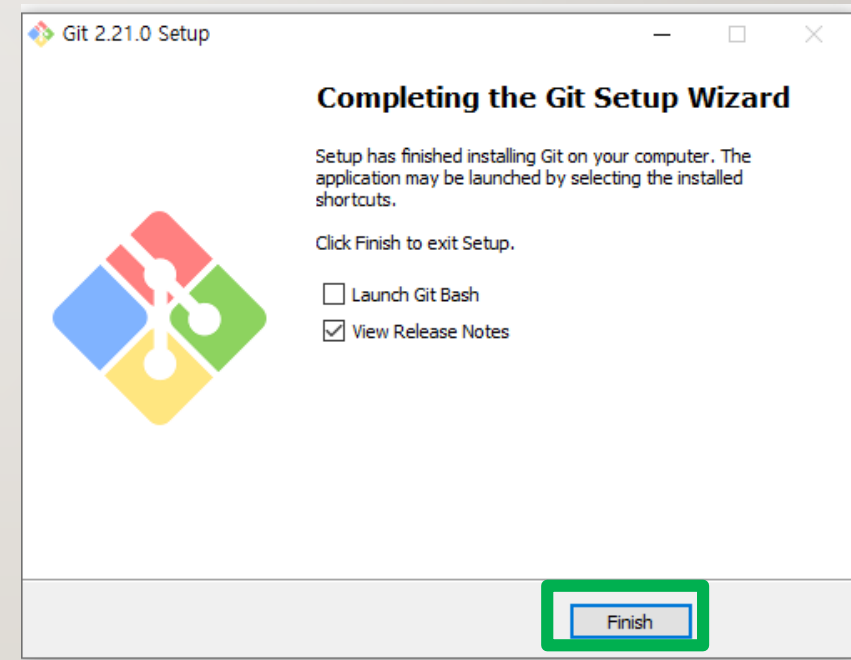 Git 2.21.0 Setup
Completing the Git Setup Wizard
Setup has finished installing Git on your computer. The
application may be launched by selecting the installed
shortcuts.
Click Finish to exit Setup.
Launch Git Bash
View Release Notes
Finish